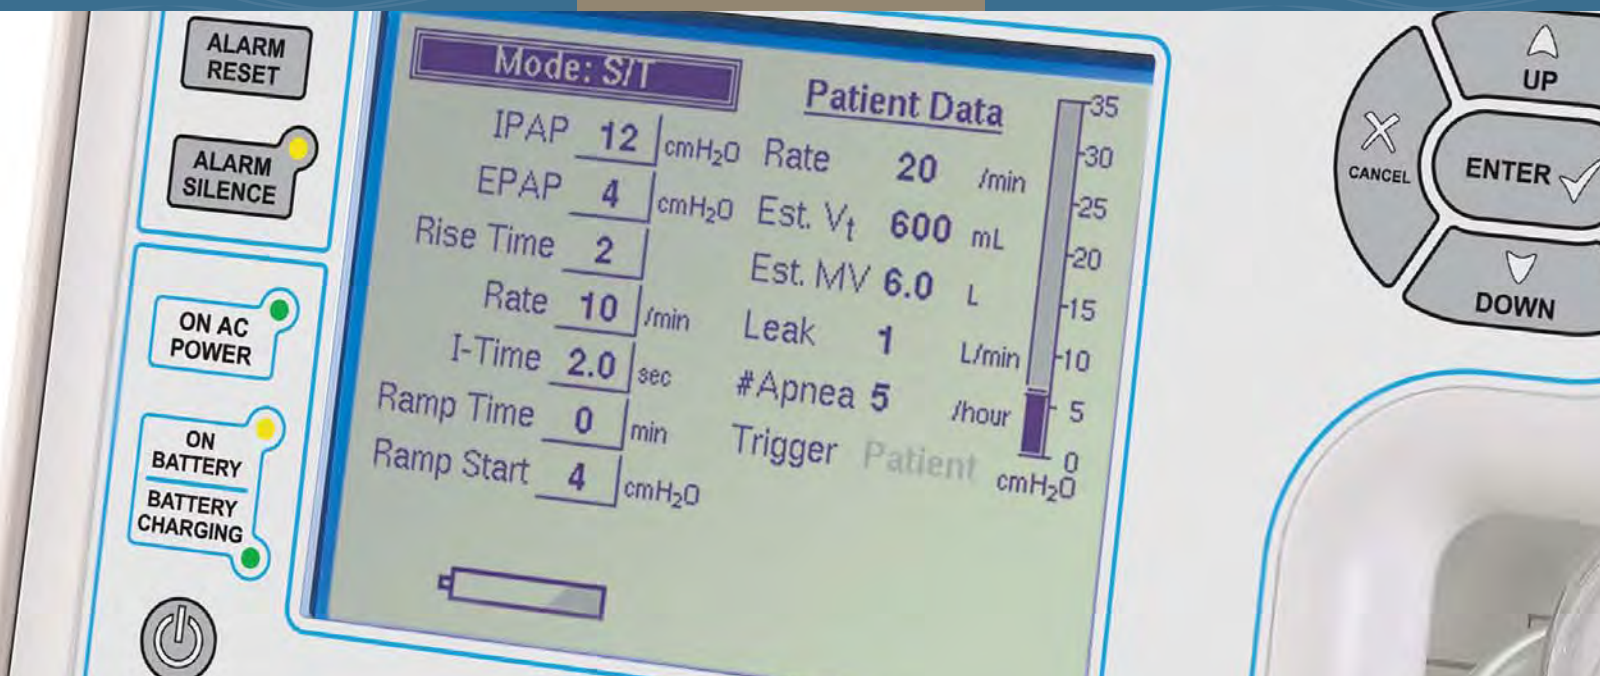 ALARM
RESET
ALARM
SILENCE
ON AC
POWER
ON
BATTERY
BATTERY
CHARGING
Mode: S/T
IPAP 12 cmH₂O
EPAP 4 cmH₂O
Rise Time 2
Rate 10 /min
I-Time 2.0 sec
Ramp Time 0 min
Ramp Start 4 cmH₂O
Patient Data
Rate 20 /min
Est. Vt 600 mL
Est. MV 6.0 L
Leak 1 L/min
#Apnea 5 /hour
Trigger Patient
35
30
25
20
15
10
5
0
cmH₂O
UP
CANCEL
ENTER
DOWN